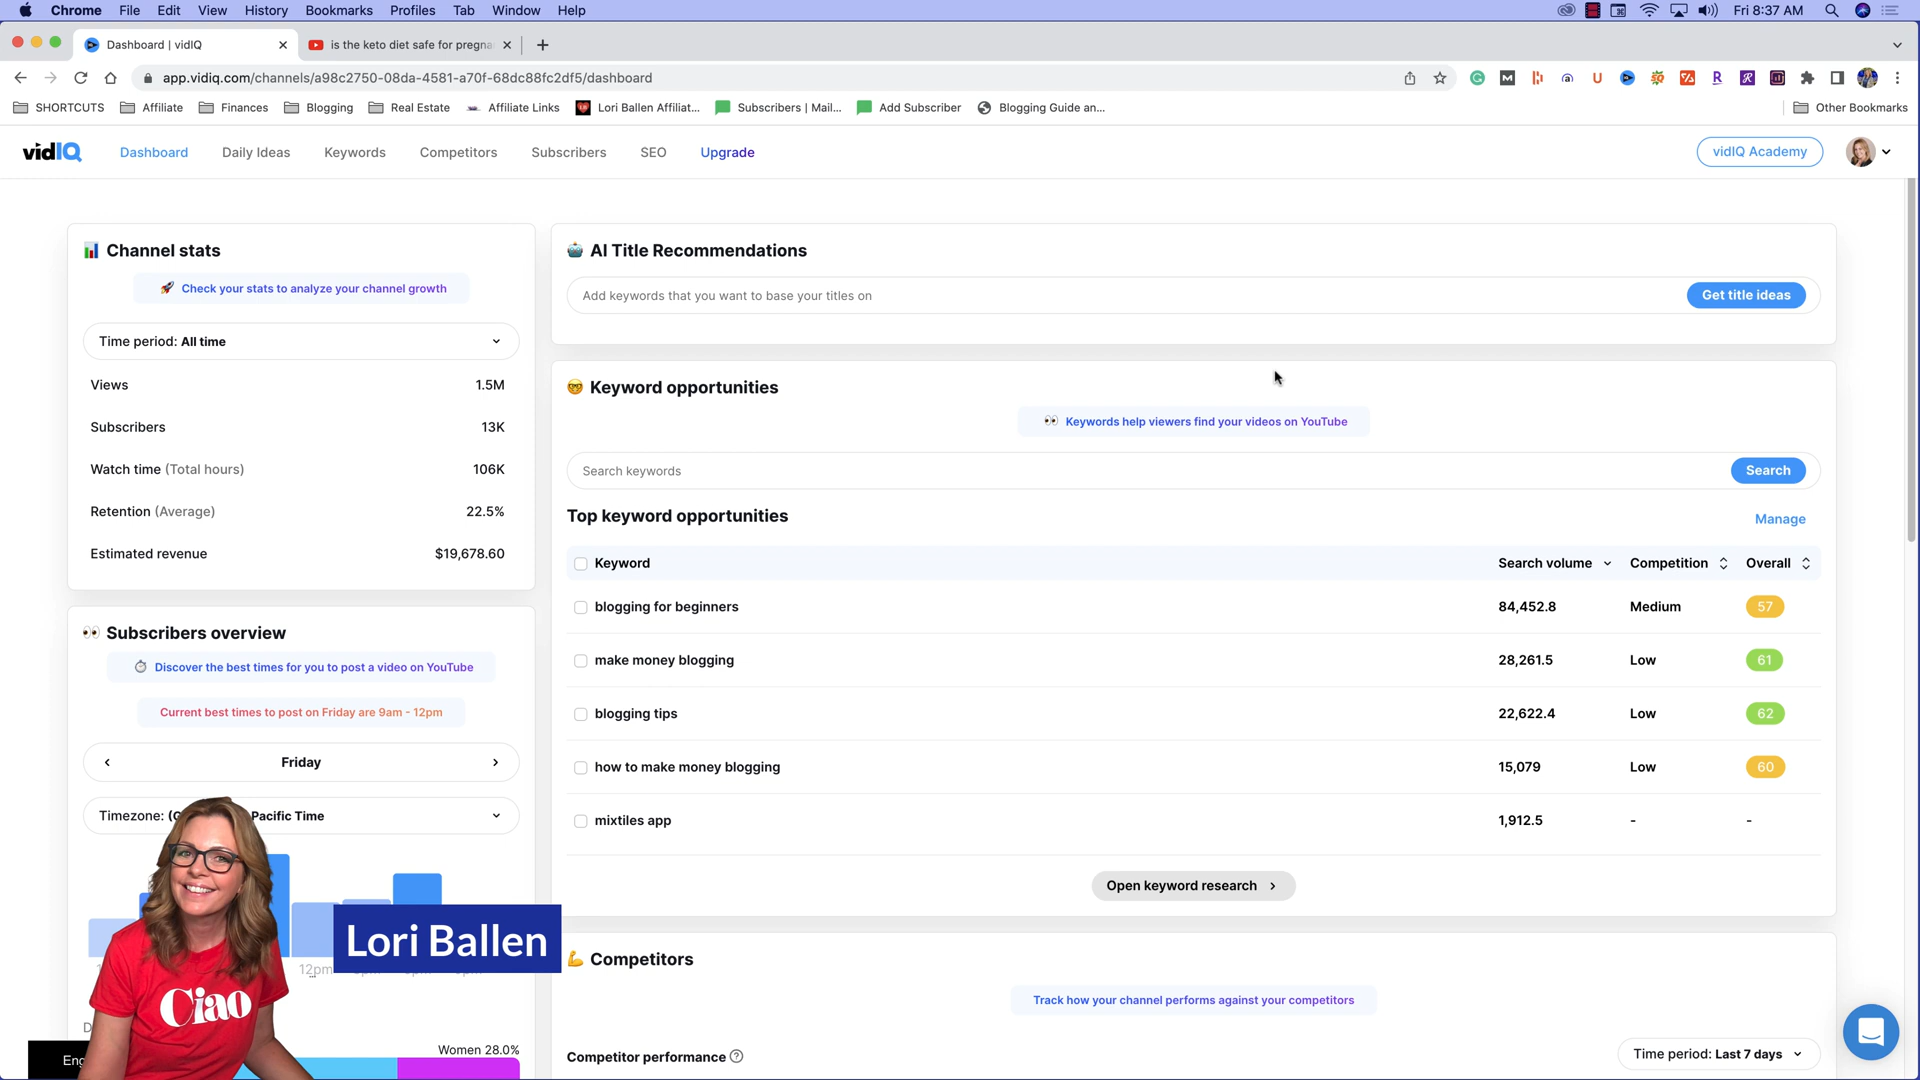 Chrome File Edit View History Bookmarks Profiles Tab Window Help Fri 8:37 AM
Dashboard | vidIQ is the keto diet safe for pregna
app.vidiq.com/channels/a98c2750-08da-4581-a70f-68dc88fc2df5/dashboard
SHORTCUTS Affiliate Finances Blogging Real Estate Affiliate Links Lori Ballen Affiliat... Subscribers | Mail... Add Subscriber Blogging Guide an... Other Bookmarks
vidIQ Dashboard Daily Ideas Keywords Competitors Subscribers SEO Upgrade vidIQ Academy
Channel stats
Check your stats to analyze your channel growth
Time period: All time
Views 1.5M
Subscribers 13K
Watch time (Total hours) 106K
Retention (Average) 22.5%
Estimated revenue $19,678.60
Subscribers overview
Discover the best times for you to post a video on YouTube
Current best times to post on Friday are 9am - 12pm
Friday
Timezone: Pacific Time
12pm
Women 28.0%
Lori Ballen
Ciao
AI Title Recommendations
Add keywords that you want to base your titles on Get title ideas
Keyword opportunities
Keywords help viewers find your videos on YouTube
Search keywords Search
Top keyword opportunities Manage
Keyword Search volume Competition Overall
blogging for beginners 84,452.8 Medium 57
make money blogging 28,261.5 Low 61
blogging tips 22,622.4 Low 62
how to make money blogging 15,079 Low 60
mixtiles app 1,912.5 - -
Open keyword research
Competitors
Track how your channel performs against your competitors
Competitor performance Time period: Last 7 days